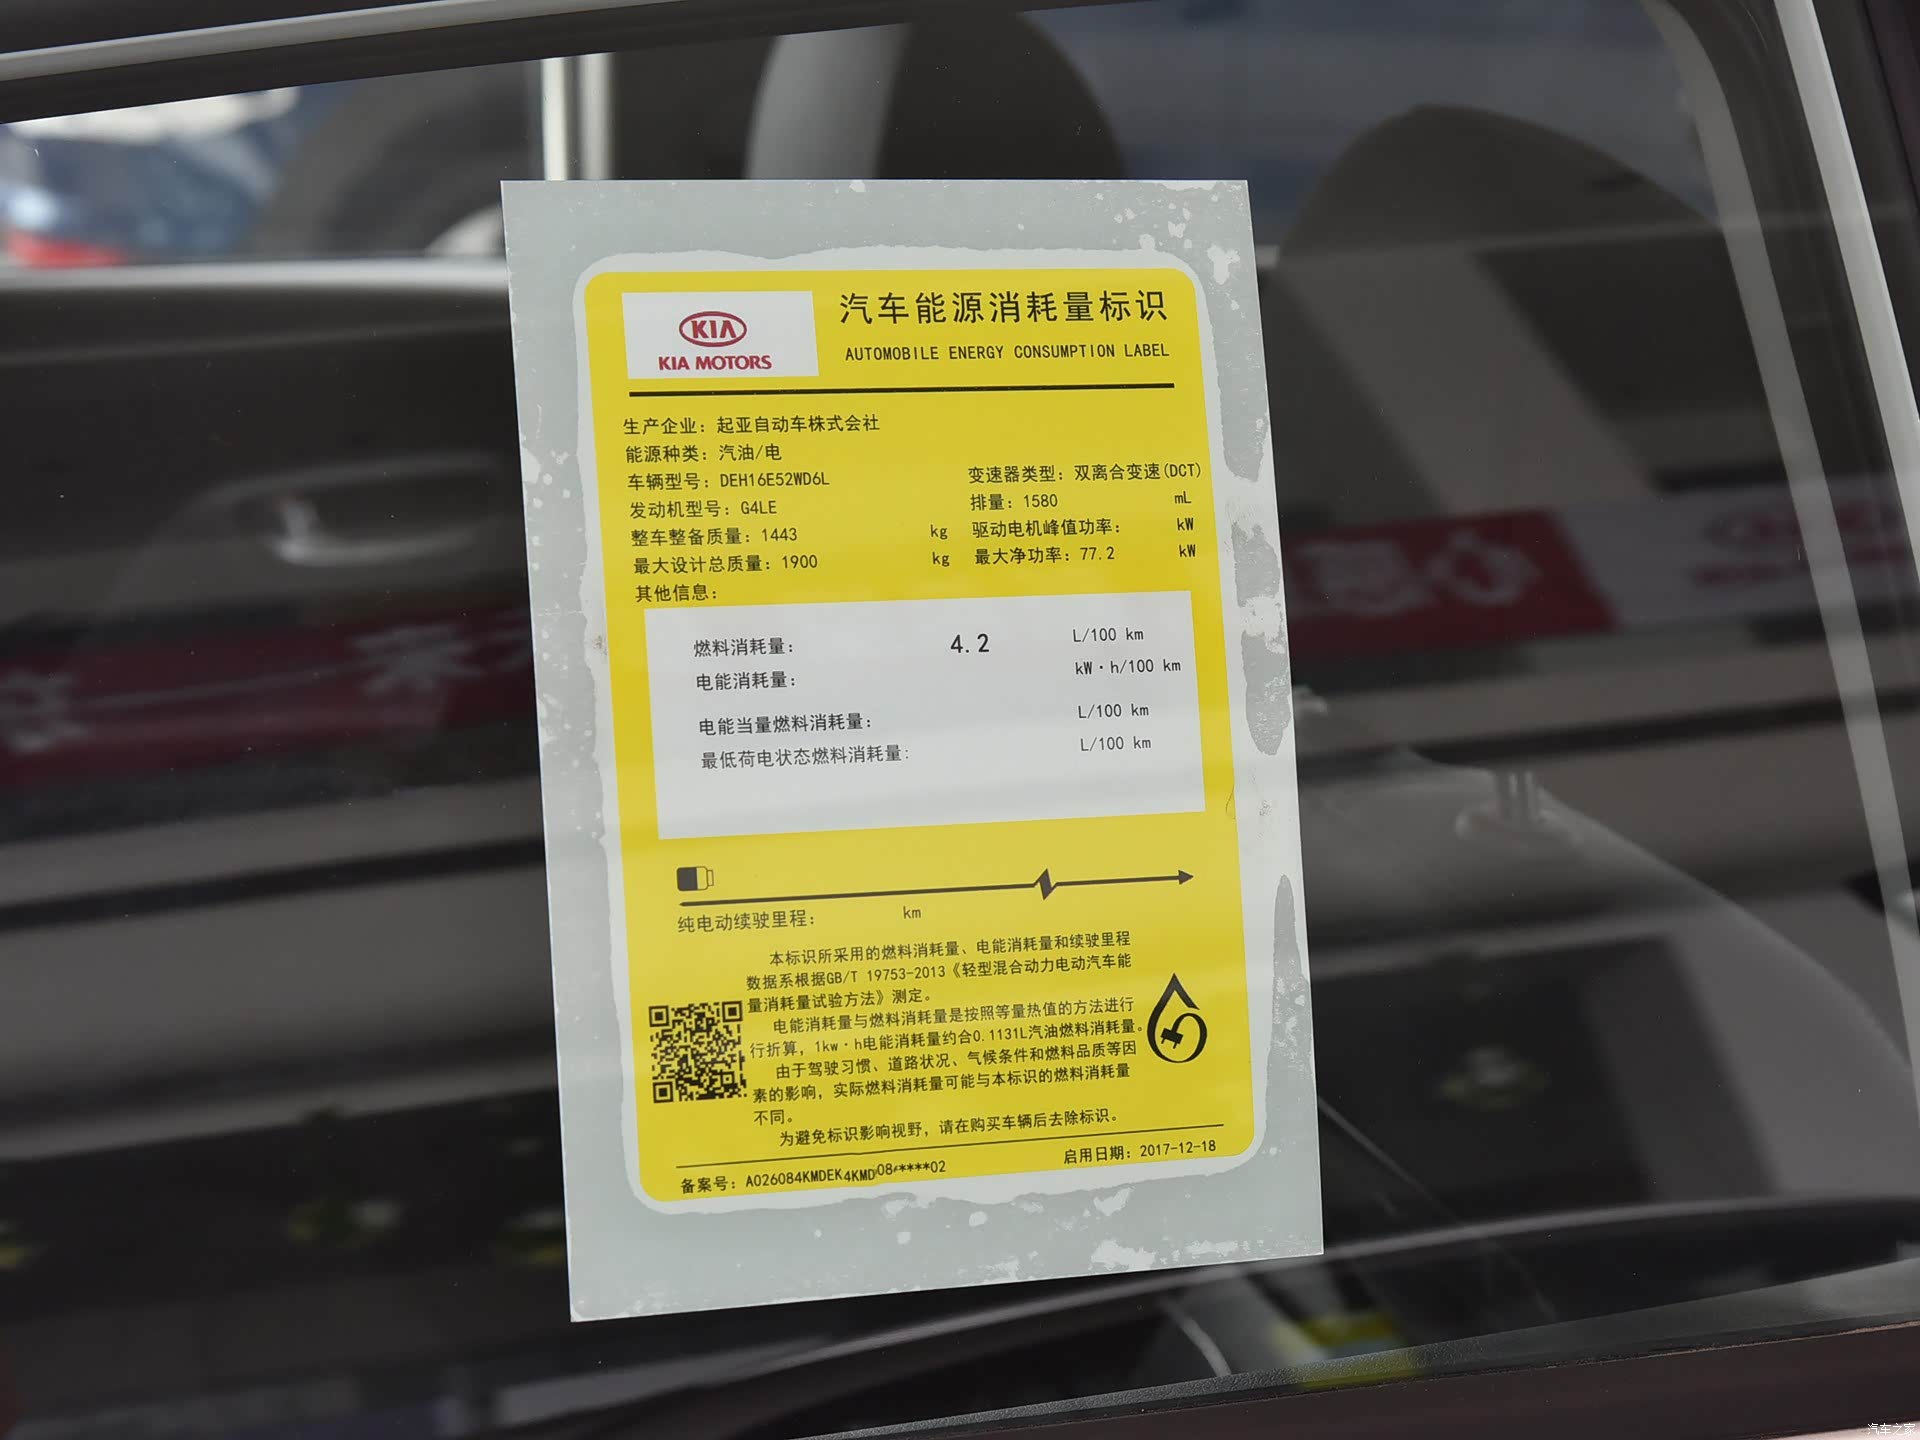 KIA
KIA MOTORS
汽车能源消耗量标识
AUTOMOBILE ENERGY CONSUMPTION LABEL
生产企业：起亚自动车株式会社
能源种类：汽油/电
车辆型号：DEH16E52WD6L
变速器类型：双离合变速(DCT)
发动机型号：G4LE
排量：1580 mL
整车整备质量：1443 kg
驱动电机峰值功率： kW
最大设计总质量：1900 kg
最大净功率：77.2 kW
其他信息：
燃料消耗量： 4.2 L/100 km
电能消耗量： kW·h/100 km
电能当量燃料消耗量： L/100 km
最低荷电状态燃料消耗量： L/100 km
纯电动续驶里程： km
本标识所采用的燃料消耗量、电能消耗量和续驶里程
数据系根据GB/T 19753-2013《轻型混合动力电动汽车能
量消耗量试验方法》测定。
电能消耗量与燃料消耗量是按照等量热值的方法进行
行折算，1kw·h电能消耗量约合0.1131L汽油燃料消耗量。
由于驾驶习惯、道路状况、气候条件和燃料品质等因
素的影响，实际燃料消耗量可能与本标识的燃料消耗量
不同。
为避免标识影响视野，请在购买车辆后去除标识。
备案号：A026084KMDEK4KMD08****02
启用日期：2017-12-18
汽车之家